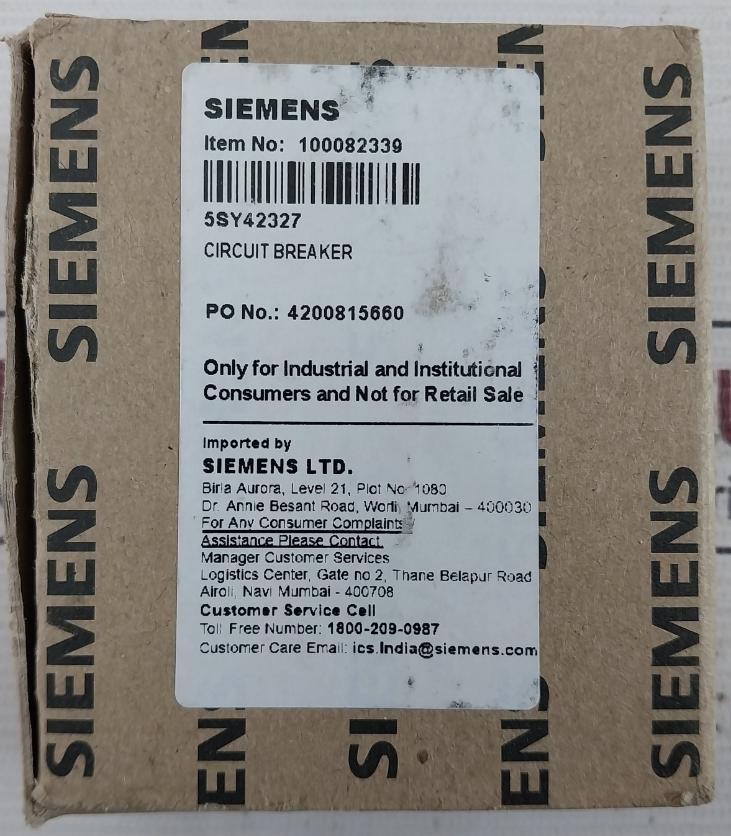 SIEMENS
SIEMENS
SIEMENS
SIEMENS
EN
EN
SI
EN
SIEMENS
Item No: 100082339
5SY42327
CIRCUIT BREAKER
PO No.: 4200815660
Only for Industrial and Institutional
Consumers and Not for Retail Sale
Imported by
SIEMENS LTD.
Birla Aurora, Level 21, Plot No 1080
Dr. Annie Besant Road, Worli, Mumbai – 400030
For Any Consumer Complaints
Assistance Please Contact
Manager Customer Services
Logistics Center, Gate no 2, Thane Belapur Road
Airoli, Navi Mumbai - 400708
Customer Service Cell
Toll Free Number: 1800-209-0987
Customer Care Email: ics.India@siemens.com